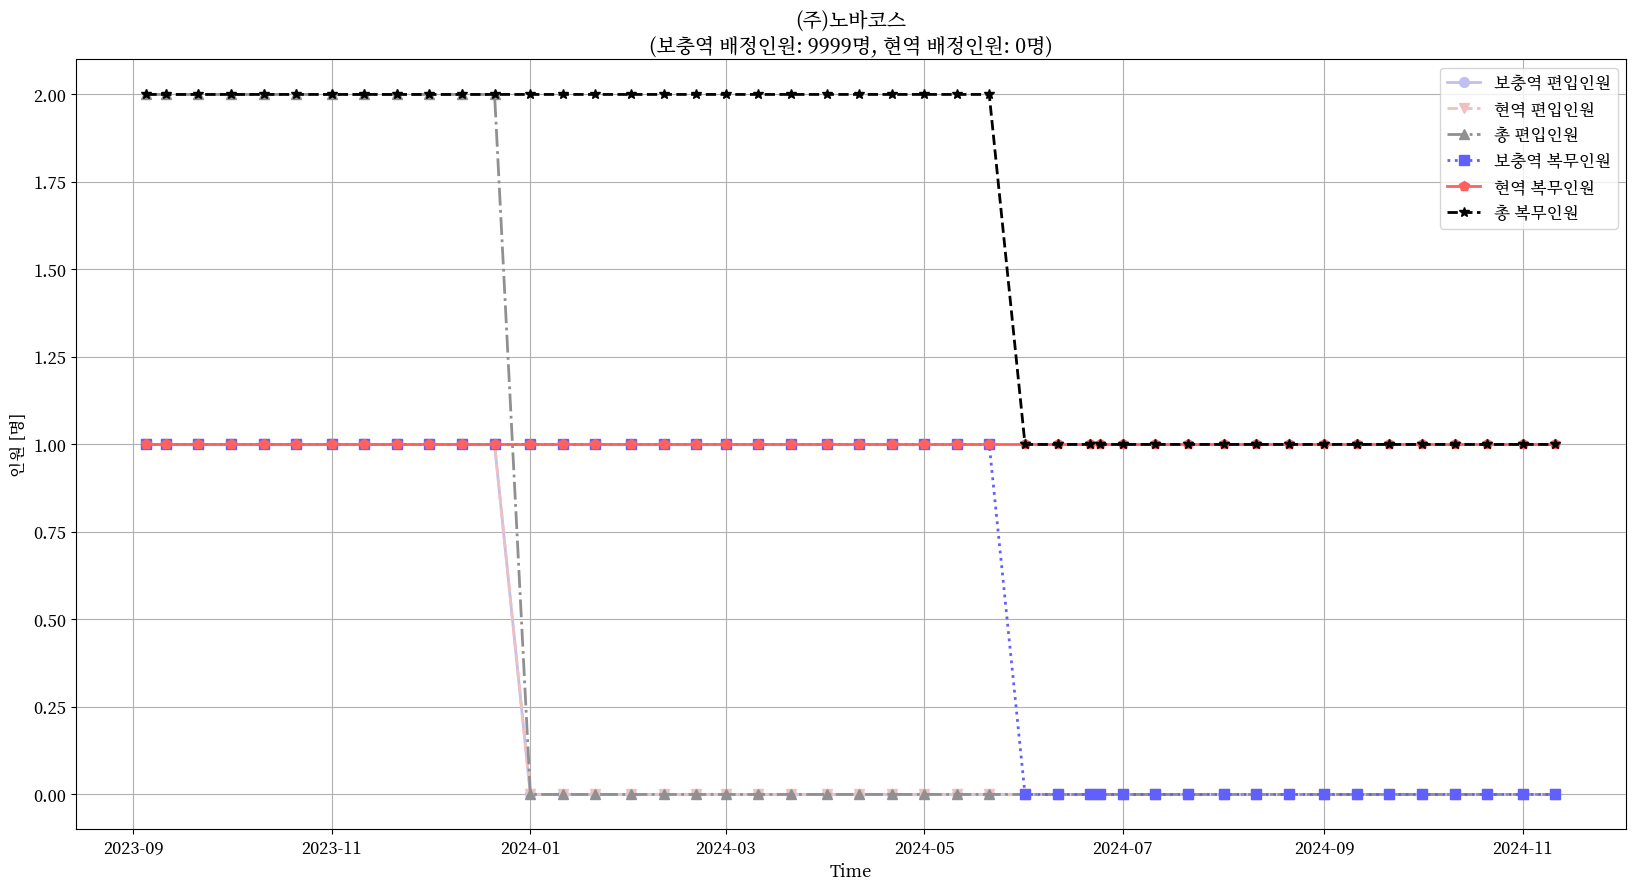 (주)노바코스
(보충역 배정인원: 9999명, 현역 배정인원: 0명)
보충역 편입인원
현역 편입인원
총 편입인원
보충역 복무인원
현역 복무인원
총 복무인원
2.00
1.75
1.50
1.25
1.00
0.75
0.50
0.25
0.00
인원 [명]
2023-09 2023-11 2024-01 2024-03 2024-05 2024-07 2024-09 2024-11
Time